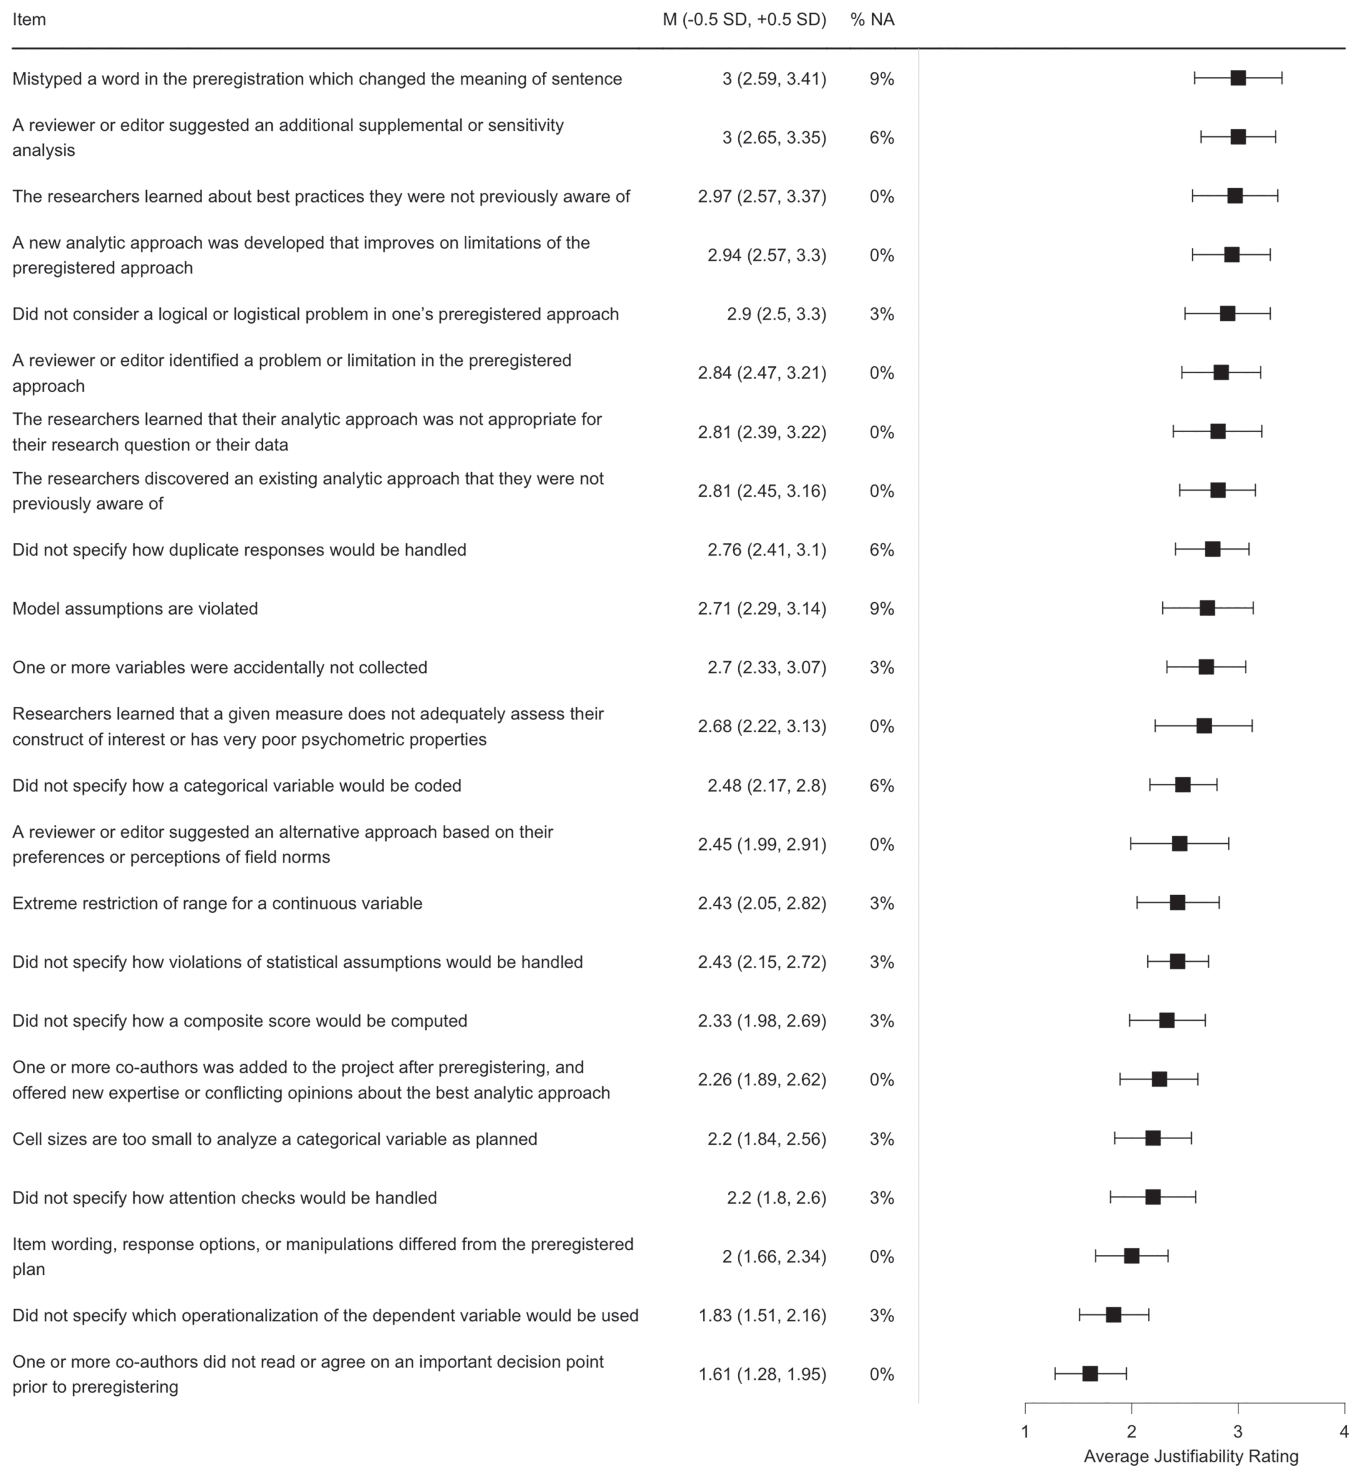 Item M (-0.5 SD, +0.5 SD) % NA
Mistyped a word in the preregistration which changed the meaning of sentence 3 (2.59, 3.41) 9%
A reviewer or editor suggested an additional supplemental or sensitivity
analysis 3 (2.65, 3.35) 6%
The researchers learned about best practices they were not previously aware of 2.97 (2.57, 3.37) 0%
A new analytic approach was developed that improves on limitations of the
preregistered approach 2.94 (2.57, 3.3) 0%
Did not consider a logical or logistical problem in one’s preregistered approach 2.9 (2.5, 3.3) 3%
A reviewer or editor identified a problem or limitation in the preregistered
approach 2.84 (2.47, 3.21) 0%
The researchers learned that their analytic approach was not appropriate for
their research question or their data 2.81 (2.39, 3.22) 0%
The researchers discovered an existing analytic approach that they were not
previously aware of 2.81 (2.45, 3.16) 0%
Did not specify how duplicate responses would be handled 2.76 (2.41, 3.1) 6%
Model assumptions are violated 2.71 (2.29, 3.14) 9%
One or more variables were accidentally not collected 2.7 (2.33, 3.07) 3%
Researchers learned that a given measure does not adequately assess their
construct of interest or has very poor psychometric properties 2.68 (2.22, 3.13) 0%
Did not specify how a categorical variable would be coded 2.48 (2.17, 2.8) 6%
A reviewer or editor suggested an alternative approach based on their
preferences or perceptions of field norms 2.45 (1.99, 2.91) 0%
Extreme restriction of range for a continuous variable 2.43 (2.05, 2.82) 3%
Did not specify how violations of statistical assumptions would be handled 2.43 (2.15, 2.72) 3%
Did not specify how a composite score would be computed 2.33 (1.98, 2.69) 3%
One or more co-authors was added to the project after preregistering, and
offered new expertise or conflicting opinions about the best analytic approach 2.26 (1.89, 2.62) 0%
Cell sizes are too small to analyze a categorical variable as planned 2.2 (1.84, 2.56) 3%
Did not specify how attention checks would be handled 2.2 (1.8, 2.6) 3%
Item wording, response options, or manipulations differed from the preregistered
plan 2 (1.66, 2.34) 0%
Did not specify which operationalization of the dependent variable would be used 1.83 (1.51, 2.16) 3%
One or more co-authors did not read or agree on an important decision point
prior to preregistering 1.61 (1.28, 1.95) 0%
1 2 3 4
Average Justifiability Rating